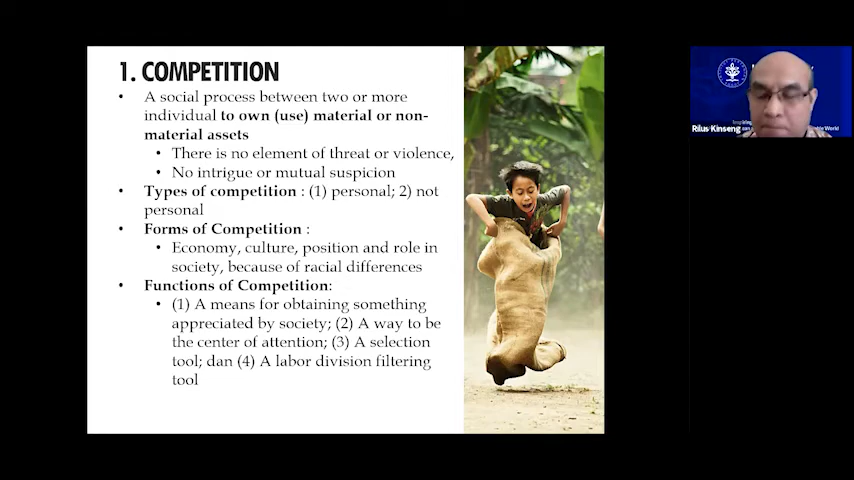 1. COMPETITION
• A social process between two or more
individual to own (use) material or non-
material assets
• There is no element of threat or violence,
• No intrigue or mutual suspicion
• Types of competition : (1) personal; 2) not
personal
• Forms of Competition :
• Economy, culture, position and role in
society, because of racial differences
• Functions of Competition:
• (1) A means for obtaining something
appreciated by society; (2) A way to be
the center of attention; (3) A selection
tool; dan (4) A labor division filtering
tool
Rilus Kinseng
World